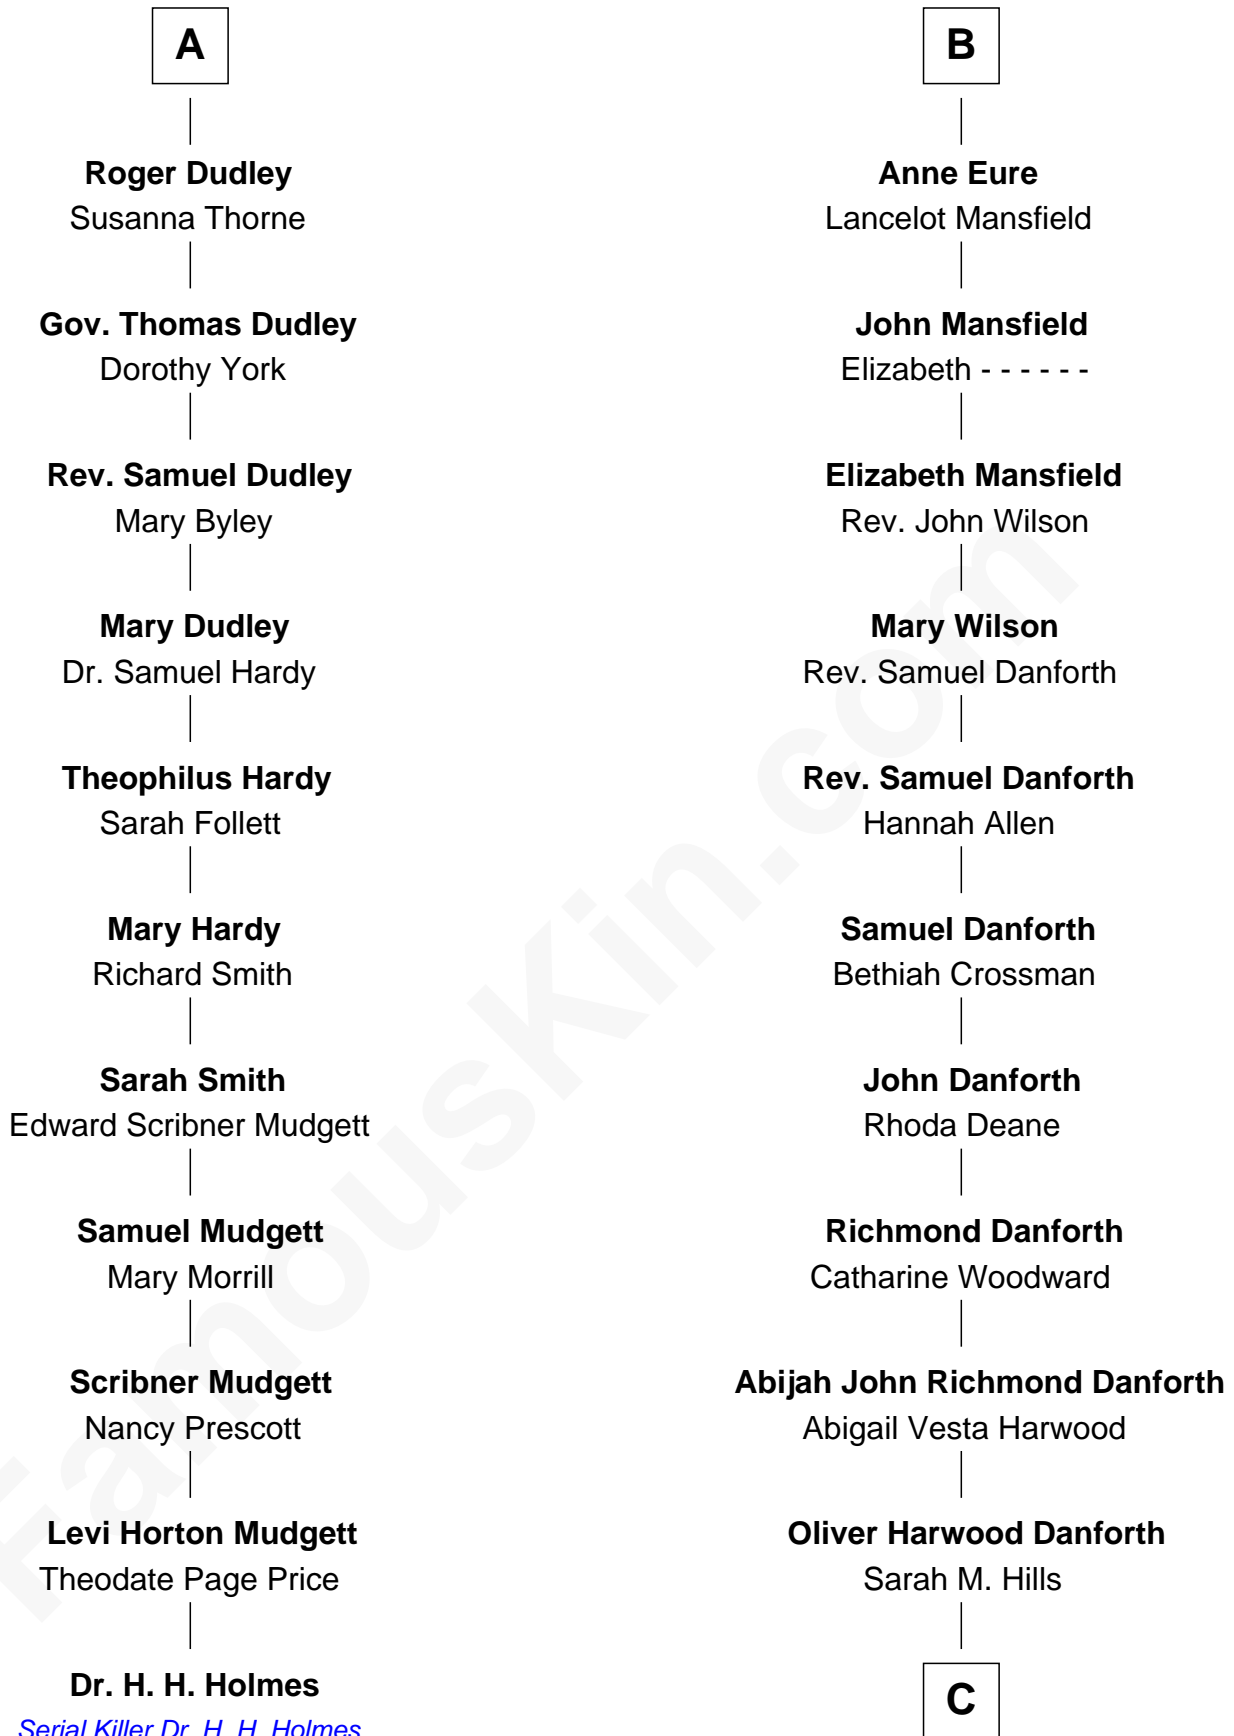 A
Roger Dudley
Susanna Thorne
Gov. Thomas Dudley
Dorothy York
Rev. Samuel Dudley
Mary Byley
Mary Dudley
Dr. Samuel Hardy
Theophilus Hardy
Sarah Follett
Mary Hardy
Richard Smith
Sarah Smith
Edward Scribner Mudgett
Samuel Mudgett
Mary Morrill
Scribner Mudgett
Nancy Prescott
Levi Horton Mudgett
Theodate Page Price
Dr. H. H. Holmes
Serial Killer Dr. H. H. Holmes
B
Anne Eure
Lancelot Mansfield
John Mansfield
Elizabeth - - - - - -
Elizabeth Mansfield
Rev. John Wilson
Mary Wilson
Rev. Samuel Danforth
Rev. Samuel Danforth
Hannah Allen
Samuel Danforth
Bethiah Crossman
John Danforth
Rhoda Deane
Richmond Danforth
Catharine Woodward
Abijah John Richmond Danforth
Abigail Vesta Harwood
Oliver Harwood Danforth
Sarah M. Hills
C
FamousKin.com